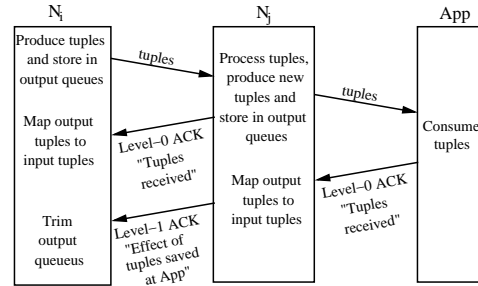 N_i
N_j
App
Produce tuples
and store in
output queues
Map output
tuples to
input tuples
Trim
output
queueus
tuples
Level-0 ACK
"Tuples
received"
Level-1 ACK
"Effect of
tuples saved
at App"
Process tuples,
produce new
tuples and
store in output
queues
Map output
tuples to
input tuples
tuples
Level-0 ACK
"Tuples
received"
Consume
tuples